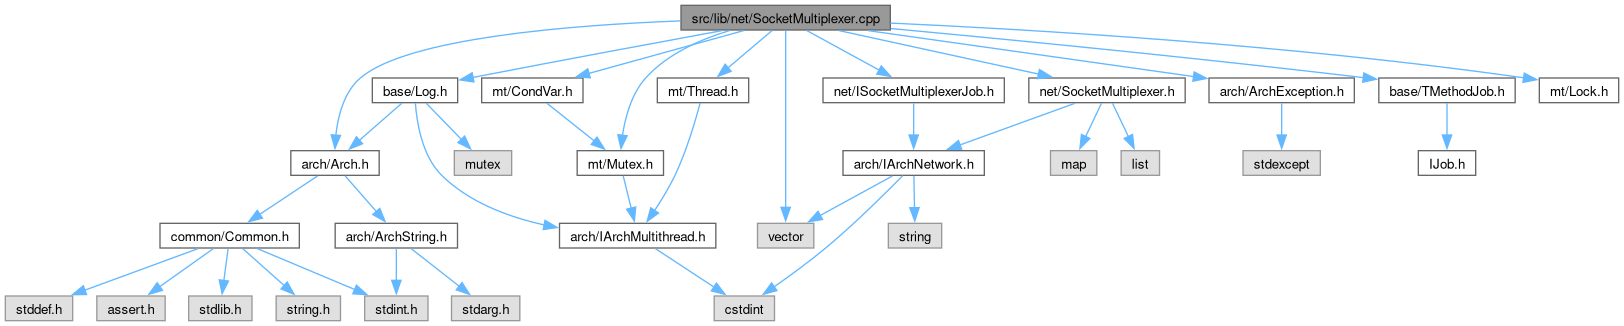 src/lib/net/SocketMultiplexer.cpp
base/Log.h
mt/CondVar.h
mt/Thread.h
net/ISocketMultiplexerJob.h
net/SocketMultiplexer.h
arch/ArchException.h
base/TMethodJob.h
mt/Lock.h
arch/Arch.h
mutex
mt/Mutex.h
arch/IArchNetwork.h
map
list
stdexcept
IJob.h
common/Common.h
arch/ArchString.h
arch/IArchMultithread.h
vector
string
stddef.h
assert.h
stdlib.h
string.h
stdint.h
stdarg.h
cstdint